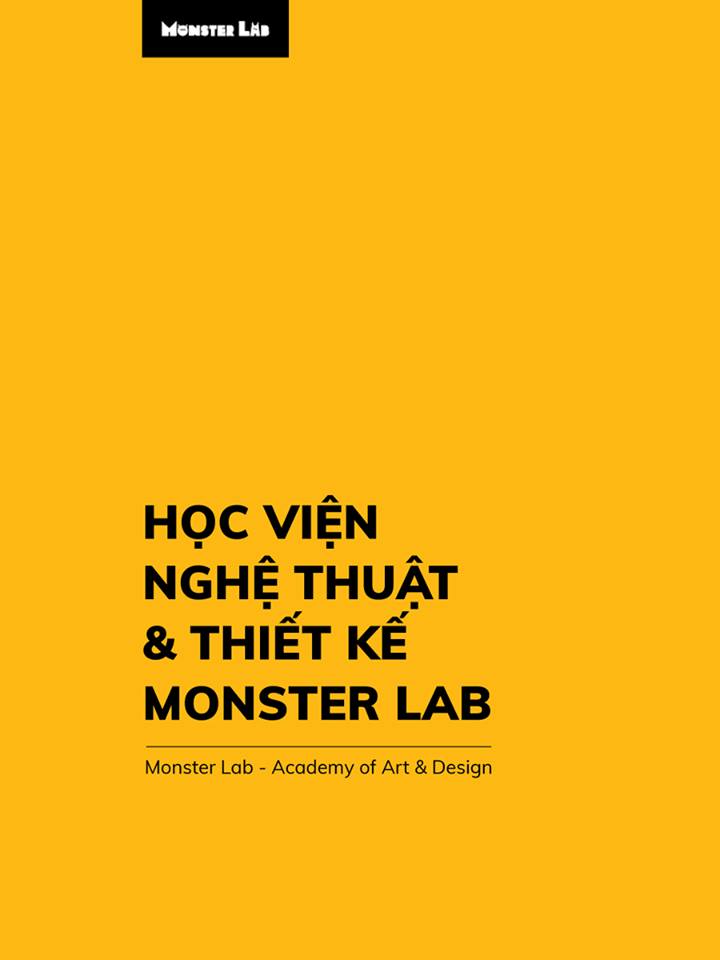 MONSTER LAB
HỌC VIỆN
NGHỆ THUẬT
& THIẾT KẾ
MONSTER LAB
Monster Lab - Academy of Art & Design